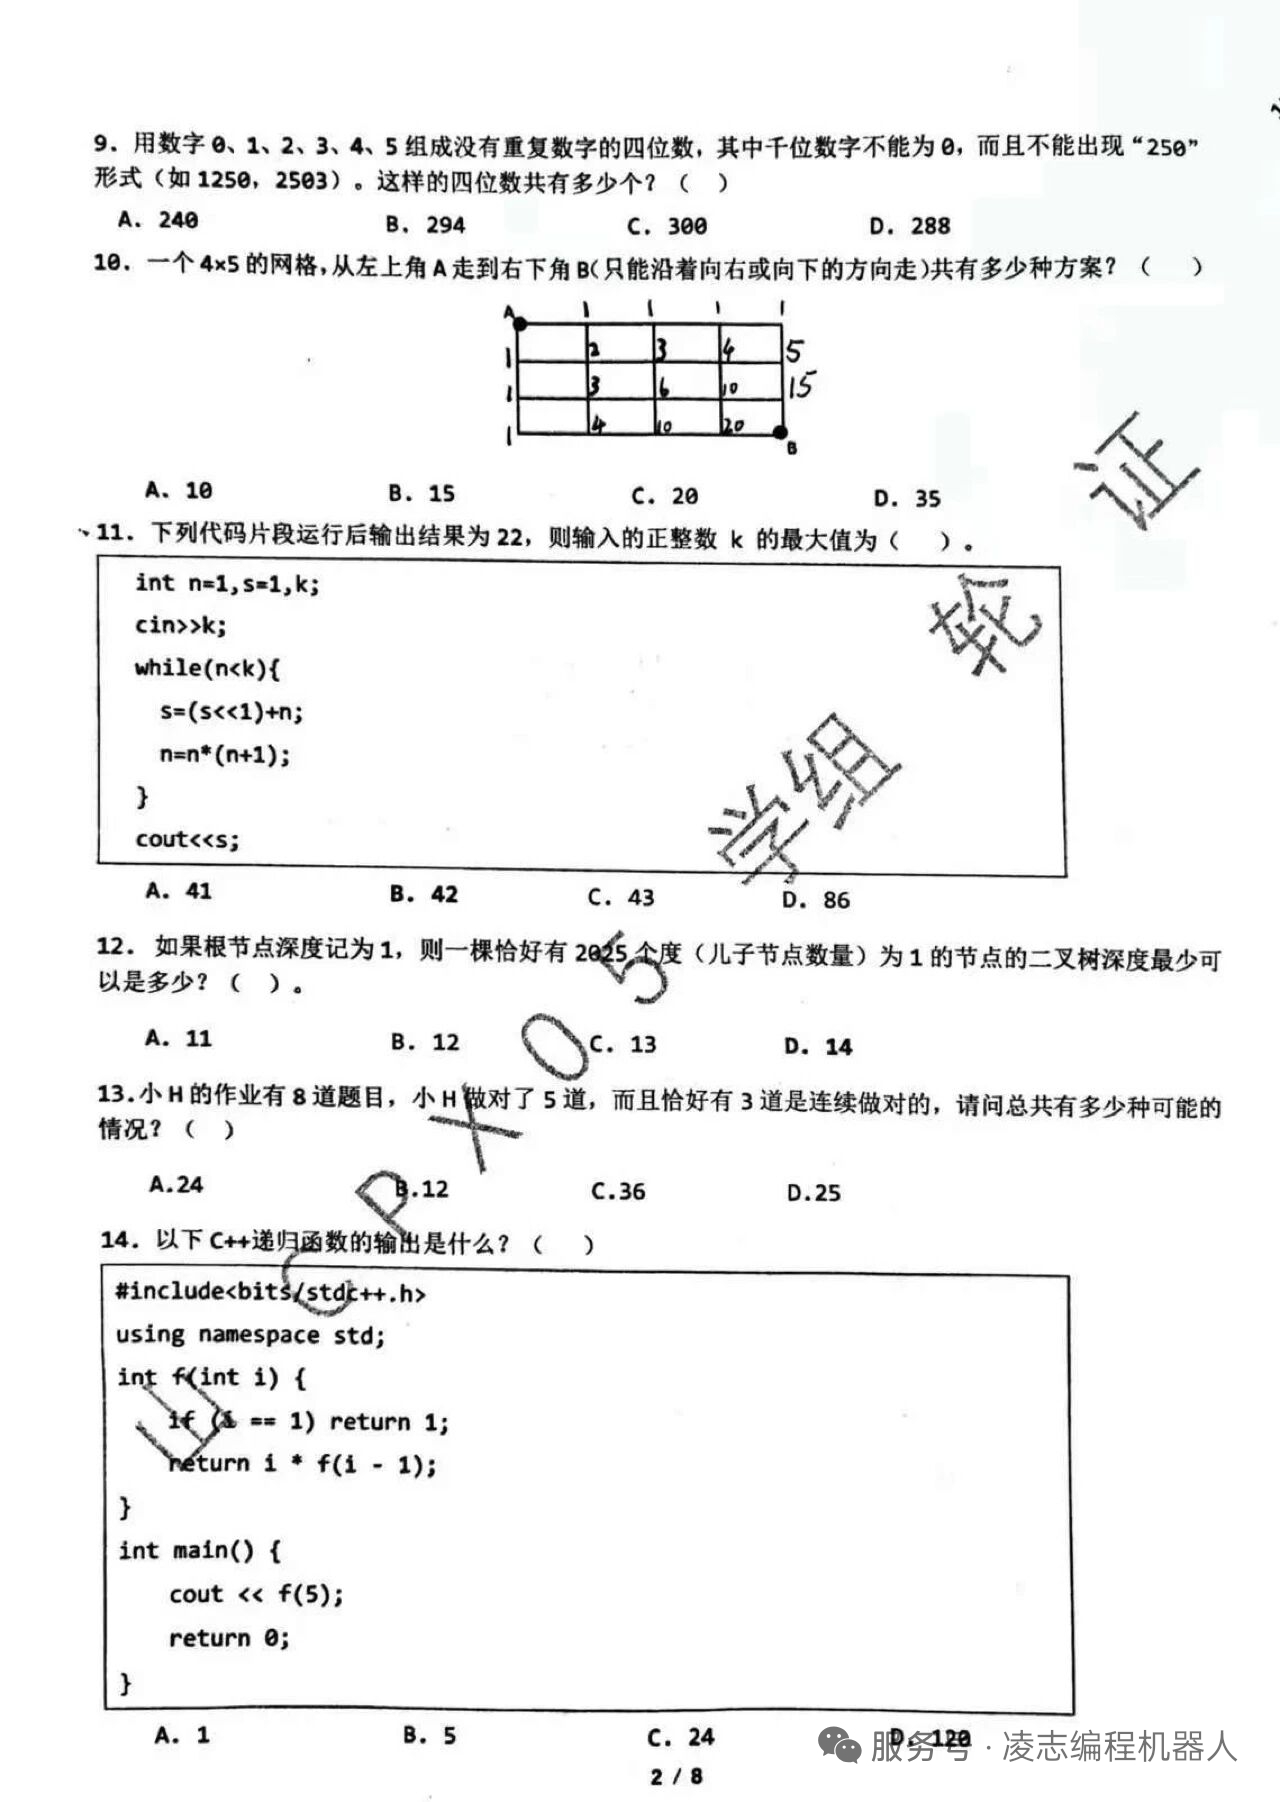 9. 用数字 0、1、2、3、4、5 组成没有重复数字的四位数，其中千位数字不能为 0，而且不能出现“250”
形式（如 1250，2503）。这样的四位数共有多少个？（ ）
A. 240 B. 294 C. 300 D. 288
10. 一个 4×5 的网格，从左上角 A 走到右下角 B（只能沿着向右或向下的方向走）共有多少种方案？（ ）
1 1 1 1
A
1 2 3 4 5
1 3 6 10 15
1 4 10 20
B
A. 10 B. 15 C. 20 D. 35
11. 下列代码片段运行后输出结果为 22，则输入的正整数 k 的最大值为（ ）。
int n=1,s=1,k;
cin>>k;
while(n<k){
s=(s<<1)+n;
n=n*(n+1);
}
cout<<s;
A. 41 B. 42 C. 43 D. 86
12. 如果根节点深度记为 1，则一棵恰好有 2025 个度（儿子节点数量）为 1 的节点的二叉树深度最少可
以是多少？（ ）。
A. 11 B. 12 C. 13 D. 14
13.小 H 的作业有 8 道题目，小 H 做对了 5 道，而且恰好有 3 道是连续做对的，请问总共有多少种可能的
情况？（ ）
A.24 B.12 C.36 D.25
14. 以下 C++递归函数的输出是什么？（ ）
#include<bits/stdc++.h>
using namespace std;
int f(int i) {
if (i == 1) return 1;
return i * f(i - 1);
}
int main() {
cout << f(5);
return 0;
}
A. 1 B. 5 C. 24 D. 120
2 / 8
CPX05学组轮证
服务号·凌志编程机器人